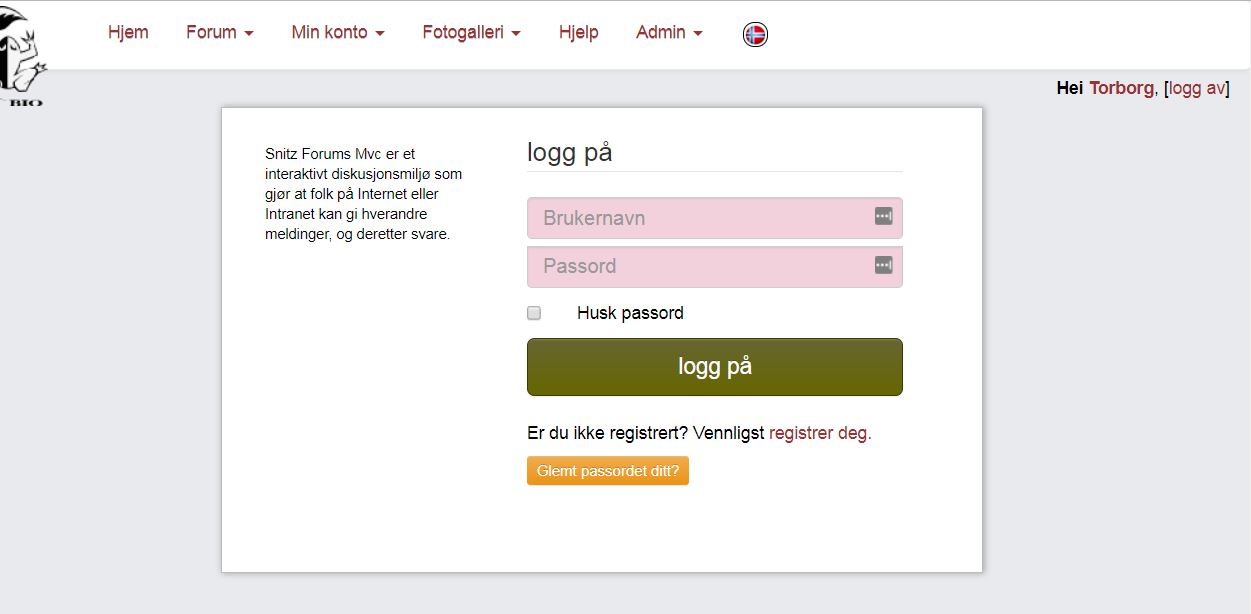 Hjem Forum Min konto Fotogalleri Hjelp Admin
BIO
Hei Torborg, [logg av]
Snitz Forums Mvc er et
interaktivt diskusjonsmiljø som
gjør at folk på Internet eller
Intranet kan gi hverandre
meldinger, og deretter svare.
logg på
Brukernavn
Passord
Husk passord
logg på
Er du ikke registrert? Vennligst registrer deg.
Glemt passordet ditt?